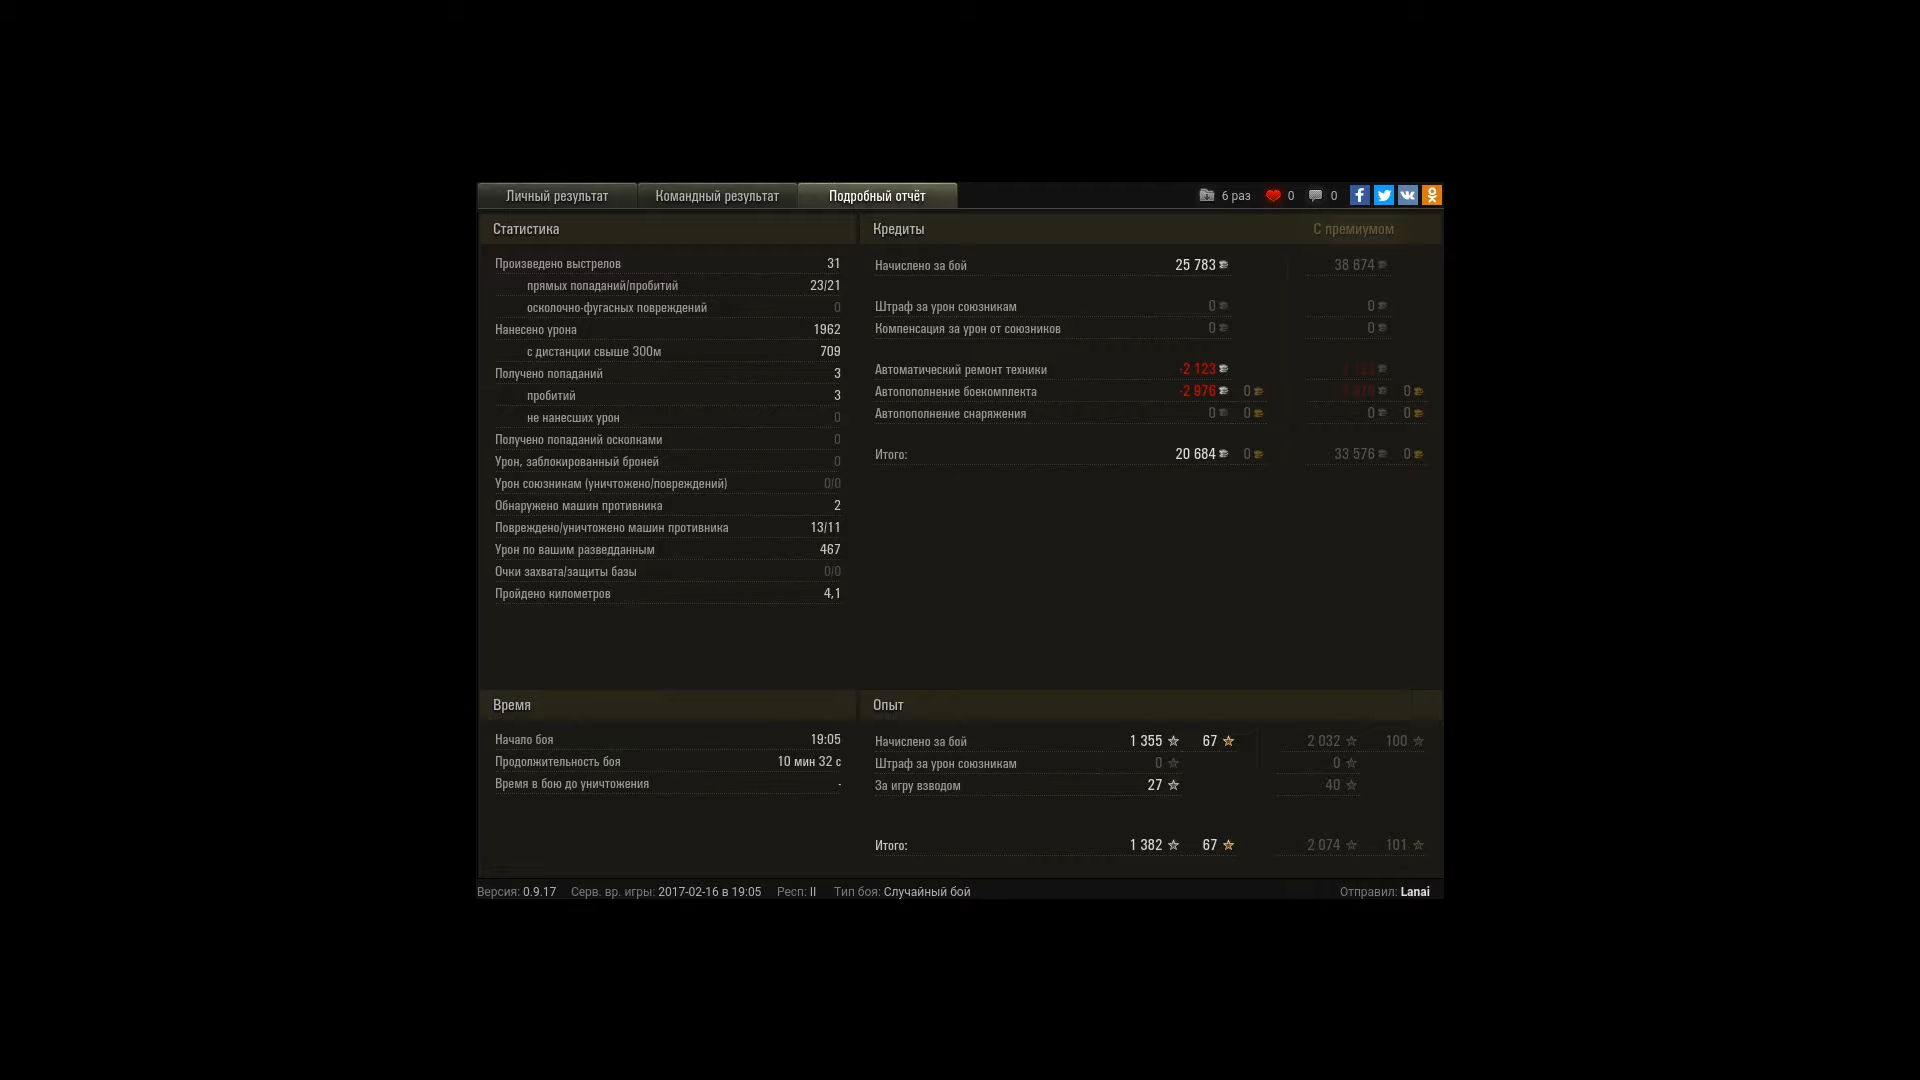 Личный результат Командный результат Подробный отчёт 6 раз 0 0
Статистика
Произведено выстрелов 31
прямых попаданий/пробитий 23/21
осколочно-фугасных повреждений 0
Нанесено урона 1962
с дистанции свыше 300м 709
Получено попаданий 3
пробитий 3
не нанесших урон 0
Получено попаданий осколками 0
Урон, заблокированный броней 0
Урон союзникам (уничтожено/повреждений) 0/0
Обнаружено машин противника 2
Повреждено/уничтожено машин противника 13/11
Урон по вашим разведданным 467
Очки захвата/защиты базы 0/0
Пройдено километров 4,1
Кредиты С премиумом
Начислено за бой 25 783 38 674
Штраф за урон союзникам 0 0
Компенсация за урон от союзников 0 0
Автоматический ремонт техники -2 123
Автопополнение боекомплекта -2 976 0 0
Автопополнение снаряжения 0 0 0 0
Итого: 20 684 0 33 576 0
Время
Начало боя 19:05
Продолжительность боя 10 мин 32 с
Время в бою до уничтожения -
Опыт
Начислено за бой 1 355 67 2 032 100
Штраф за урон союзникам 0 0
За игру взводом 27 40
Итого: 1 382 67 2 074 101
Версия: 0.9.17 Серв. вр. игры: 2017-02-16 в 19:05 Респ: II Тип боя: Случайный бой Отправил: Lanai